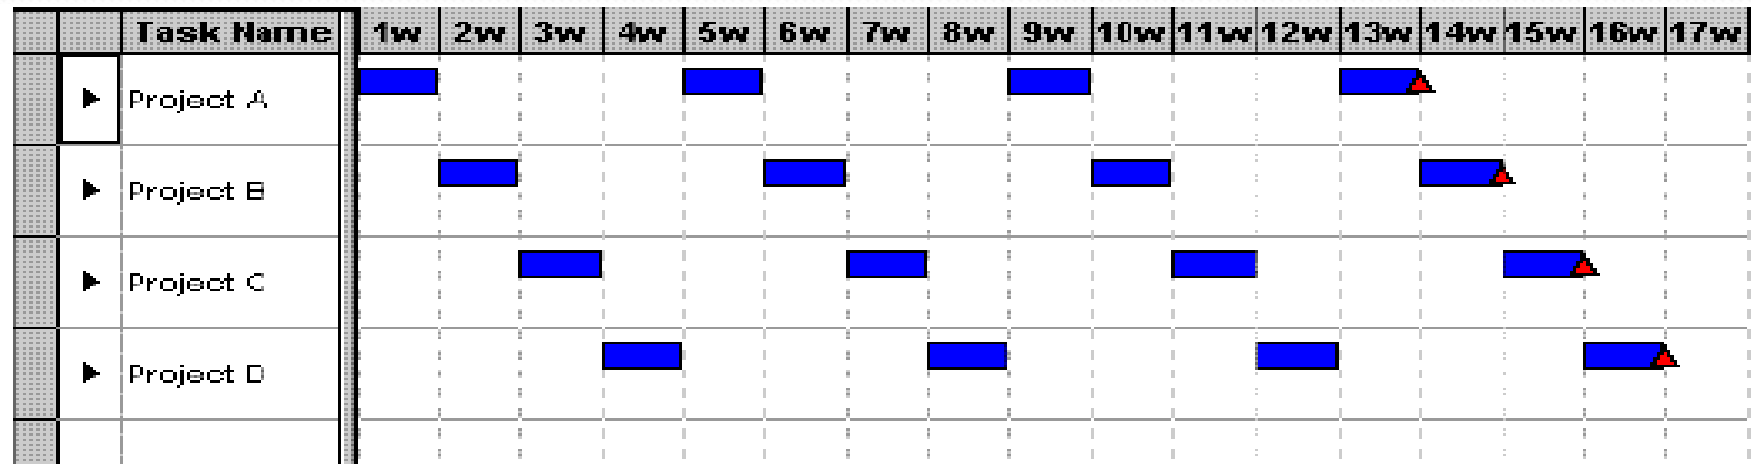 Task Name 1w 2w 3w 4w 5w 6w 7w 8w 9w 10w 11w 12w 13w 14w 15w 16w 17w
Project A
Project B
Project C
Project D